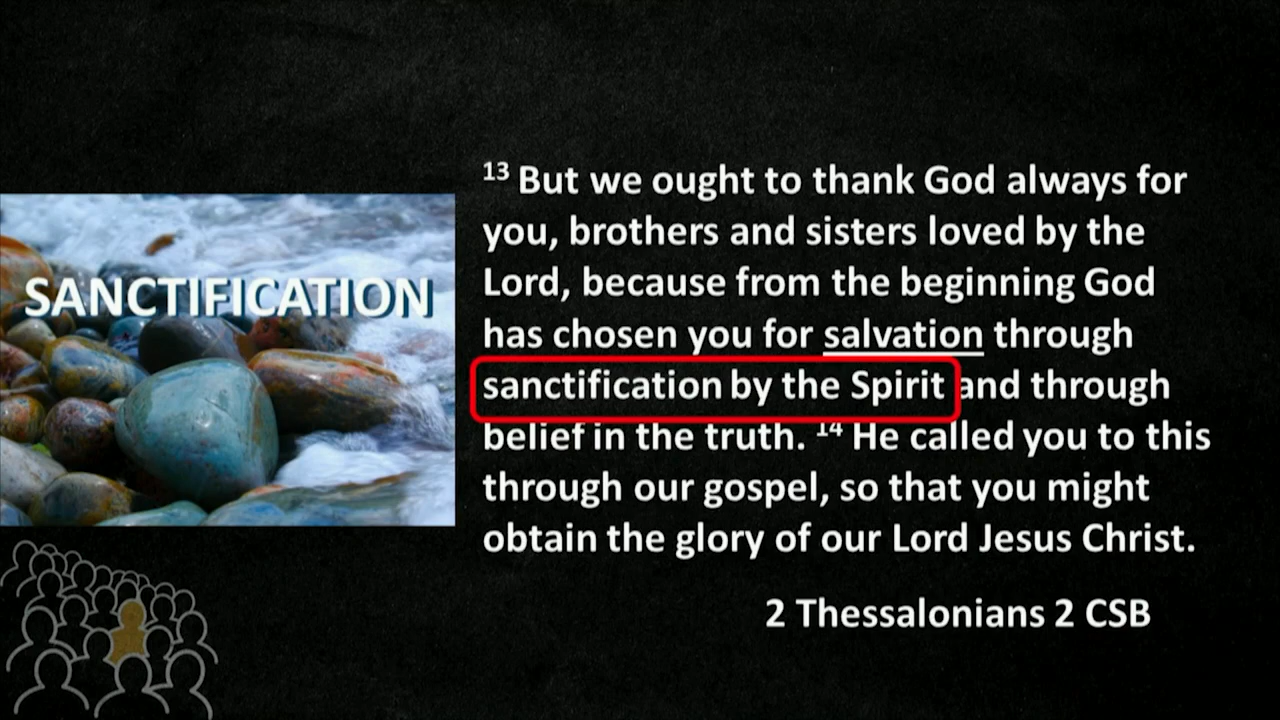 SANCTIFICATION
13 But we ought to thank God always for
you, brothers and sisters loved by the
Lord, because from the beginning God
has chosen you for salvation through
sanctification by the Spirit and through
belief in the truth. 14 He called you to this
through our gospel, so that you might
obtain the glory of our Lord Jesus Christ.
2 Thessalonians 2 CSB